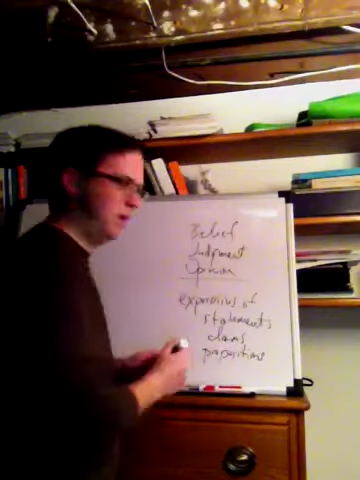 Belief
Judgment
Opinion
expressions of
statements
claims
propositions